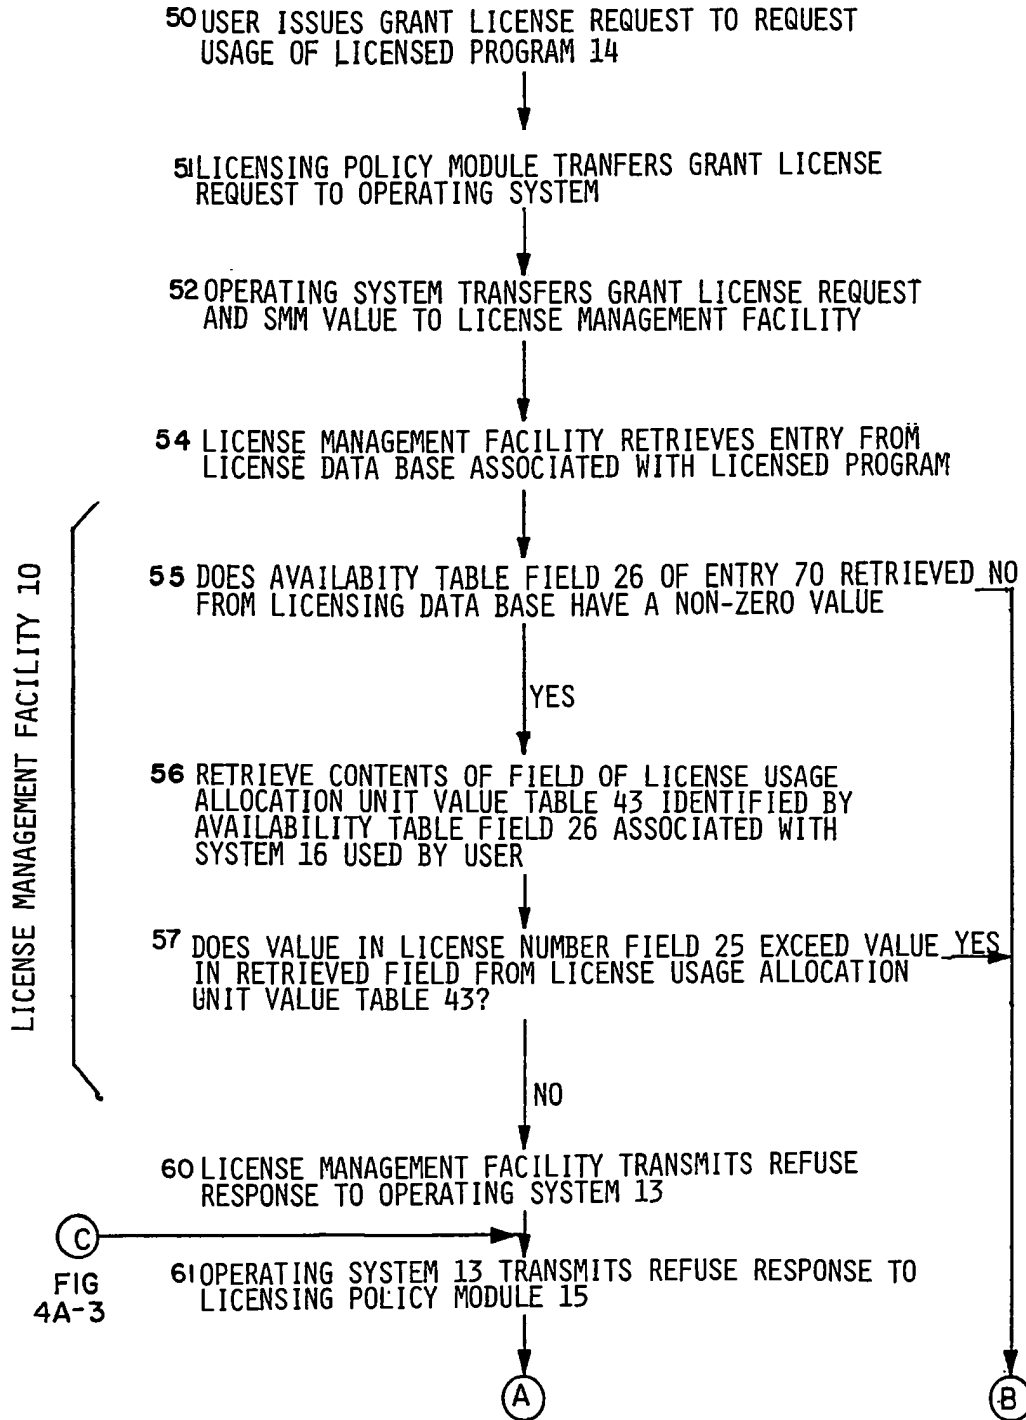 50 USER ISSUES GRANT LICENSE REQUEST TO REQUEST
USAGE OF LICENSED PROGRAM 14
51 LICENSING POLICY MODULE TRANFERS GRANT LICENSE
REQUEST TO OPERATING SYSTEM
52 OPERATING SYSTEM TRANSFERS GRANT LICENSE REQUEST
AND SMM VALUE TO LICENSE MANAGEMENT FACILITY
54 LICENSE MANAGEMENT FACILITY RETRIEVES ENTRY FROM
LICENSE DATA BASE ASSOCIATED WITH LICENSED PROGRAM
LICENSE MANAGEMENT FACILITY 10
55 DOES AVAILABITY TABLE FIELD 26 OF ENTRY 70 RETRIEVED NO
FROM LICENSING DATA BASE HAVE A NON-ZERO VALUE
YES
56 RETRIEVE CONTENTS OF FIELD OF LICENSE USAGE
ALLOCATION UNIT VALUE TABLE 43 IDENTIFIED BY
AVAILABILITY TABLE FIELD 26 ASSOCIATED WITH
SYSTEM 16 USED BY USER
57 DOES VALUE IN LICENSE NUMBER FIELD 25 EXCEED VALUE YES
IN RETRIEVED FIELD FROM LICENSE USAGE ALLOCATION
UNIT VALUE TABLE 43?
NO
60 LICENSE MANAGEMENT FACILITY TRANSMITS REFUSE
RESPONSE TO OPERATING SYSTEM 13
C
FIG
4A-3
61 OPERATING SYSTEM 13 TRANSMITS REFUSE RESPONSE TO
LICENSING POLICY MODULE 15
A
B